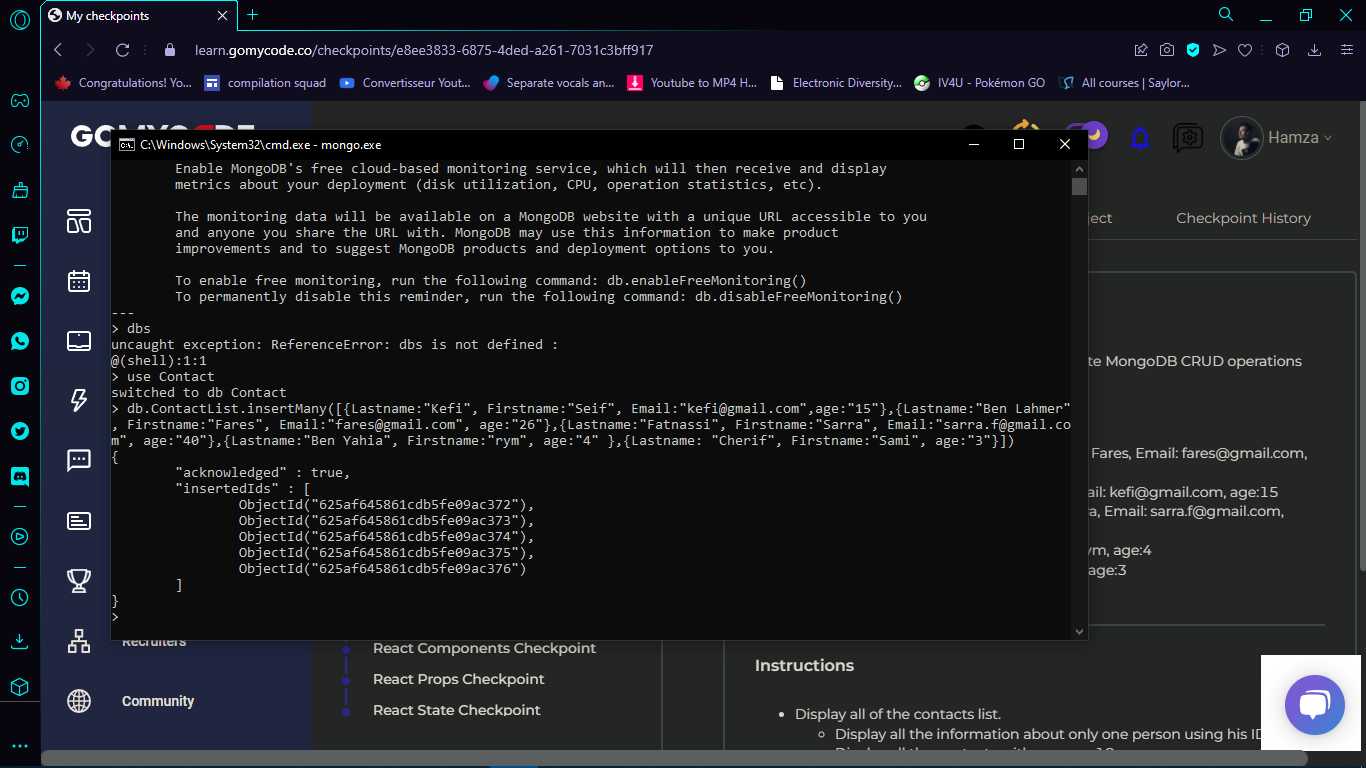 My checkpoints
learn.gomycode.co/checkpoints/e8ee3833-6875-4ded-a261-7031c3bff917
Congratulations! Yo...
compilation squad
Convertisseur Yout...
Separate vocals an...
Youtube to MP4 H...
Electronic Diversity...
IV4U - Pokémon GO
All courses | Saylor...
GOMYCODE
Hamza
C:\Windows\System32\cmd.exe - mongo.exe
Enable MongoDB's free cloud-based monitoring service, which will then receive and display
metrics about your deployment (disk utilization, CPU, operation statistics, etc).
The monitoring data will be available on a MongoDB website with a unique URL accessible to you
and anyone you share the URL with. MongoDB may use this information to make product
improvements and to suggest MongoDB products and deployment options to you.
To enable free monitoring, run the following command: db.enableFreeMonitoring()
To permanently disable this reminder, run the following command: db.disableFreeMonitoring()
---
> dbs
uncaught exception: ReferenceError: dbs is not defined :
@(shell):1:1
> use Contact
switched to db Contact
> db.ContactList.insertMany([{Lastname:"Kefi", Firstname:"Seif", Email:"kefi@gmail.com",age:"15"},{Lastname:"Ben Lahmer"
, Firstname:"Fares", Email:"fares@gmail.com", age:"26"},{Lastname:"Fatnassi", Firstname:"Sarra", Email:"sarra.f@gmail.co
m", age:"40"},{Lastname:"Ben Yahia", Firstname:"rym", age:"4" },{Lastname: "Cherif", Firstname:"Sami", age:"3"}])
{
"acknowledged" : true,
"insertedIds" : [
ObjectId("625af645861cdb5fe09ac372"),
ObjectId("625af645861cdb5fe09ac373"),
ObjectId("625af645861cdb5fe09ac374"),
ObjectId("625af645861cdb5fe09ac375"),
ObjectId("625af645861cdb5fe09ac376")
]
}
>
ject
Checkpoint History
te MongoDB CRUD operations
Fares, Email: fares@gmail.com,
ail: kefi@gmail.com, age:15
a, Email: sarra.f@gmail.com,
ym, age:4
age:3
Recruiters
Community
React Components Checkpoint
React Props Checkpoint
React State Checkpoint
Instructions
Display all of the contacts list.
Display all the information about only one person using his ID